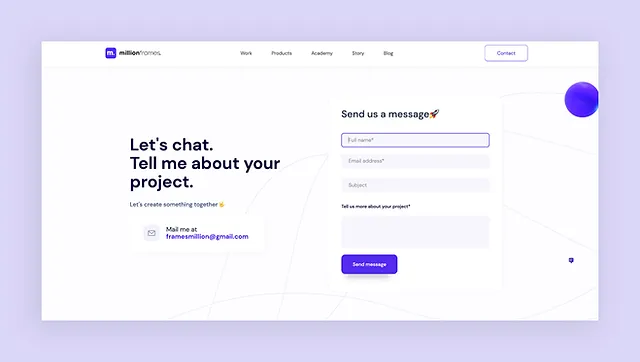 m. millionframes.
Work Products Academy Story Blog Contact
Send us a message🚀
Full name*
Email address*
Subject
Tell us more about your project*
Send message
Let's chat.
Tell me about your
project.
Let's create something together 🤙
Mail me at
framesmillion@gmail.com